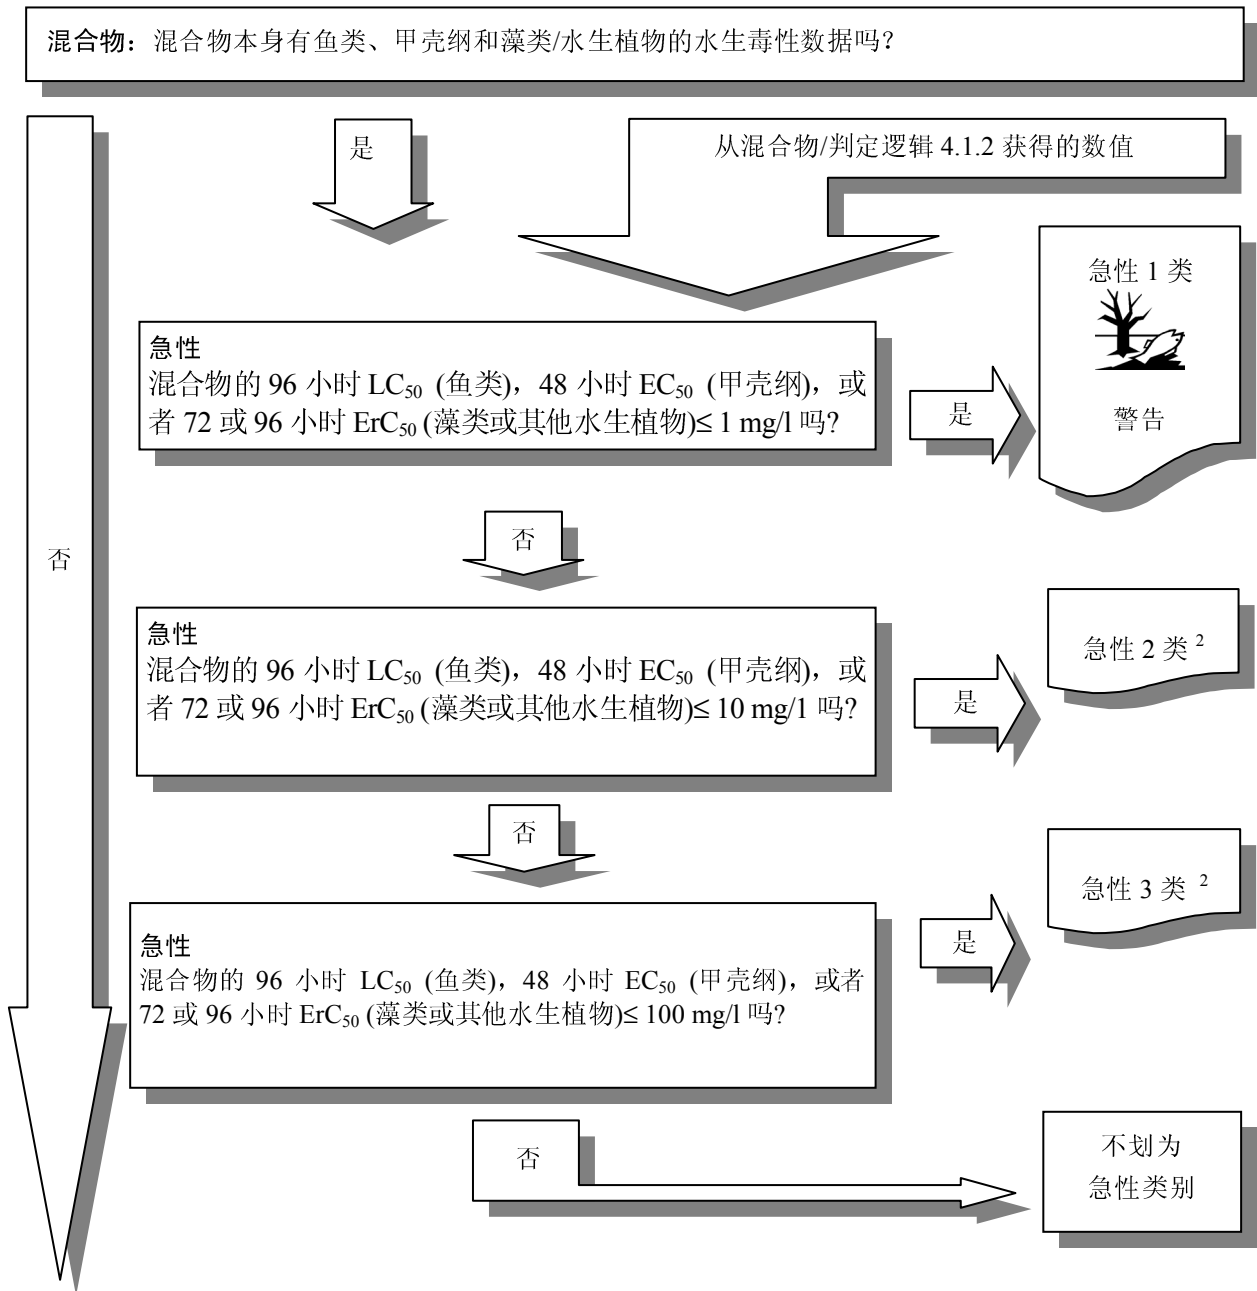 混合物：混合物本身有鱼类、甲壳纲和藻类/水生植物的水生毒性数据吗?
是
从混合物/判定逻辑 4.1.2 获得的数值
急性 1 类
警告
急性
混合物的 96 小时 LC₅₀ (鱼类)，48 小时 EC₅₀ (甲壳纲)，或
者 72 或 96 小时 ErC₅₀ (藻类或其他水生植物)≤ 1 mg/l 吗?
是
否
否
急性
混合物的 96 小时 LC₅₀ (鱼类)，48 小时 EC₅₀ (甲壳纲)，或
者 72 或 96 小时 ErC₅₀ (藻类或其他水生植物)≤ 10 mg/1 吗?
是
急性 2 类 ²
否
急性
混合物的 96 小时 LC₅₀ (鱼类)，48 小时 EC₅₀ (甲壳纲)，或者
72 或 96 小时 ErC₅₀ (藻类或其他水生植物)≤ 100 mg/l 吗?
是
急性 3 类 ²
否
不划为
急性类别